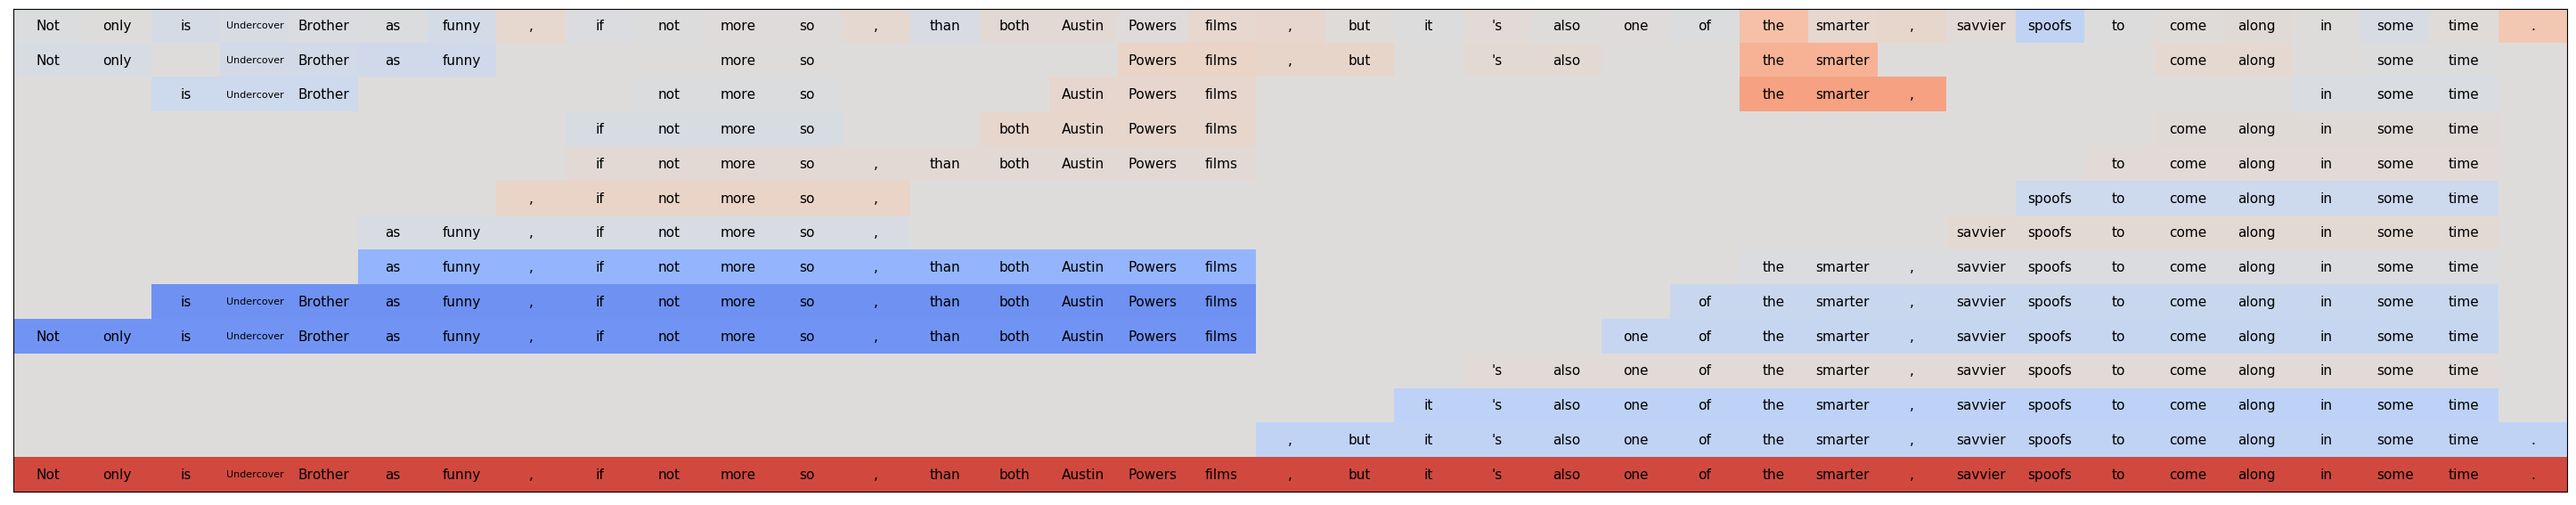 Not only is Undercover Brother as funny , if not more so , than both Austin Powers films , but it 's also one of the smarter , savvier spoofs to come along in some time .
Not only Undercover Brother as funny more so Powers films , but 's also the smarter come along some time
is Undercover Brother not more so Austin Powers films the smarter , in some time
if not more so both Austin Powers films come along in some time
if not more so , than both Austin Powers films to come along in some time
, if not more so , spoofs to come along in some time
as funny , if not more so , savvier spoofs to come along in some time
as funny , if not more so , than both Austin Powers films the smarter , savvier spoofs to come along in some time
is Undercover Brother as funny , if not more so , than both Austin Powers films of the smarter , savvier spoofs to come along in some time
Not only is Undercover Brother as funny , if not more so , than both Austin Powers films one of the smarter , savvier spoofs to come along in some time
's also one of the smarter , savvier spoofs to come along in some time
it 's also one of the smarter , savvier spoofs to come along in some time
, but it 's also one of the smarter , savvier spoofs to come along in some time .
Not only is Undercover Brother as funny , if not more so , than both Austin Powers films , but it 's also one of the smarter , savvier spoofs to come along in some time .